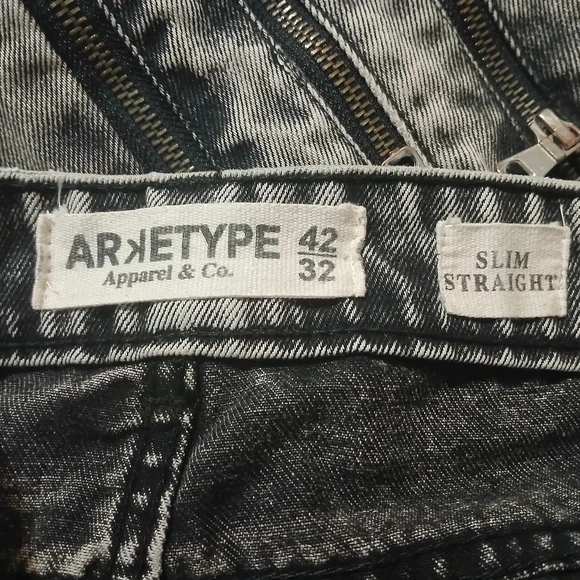 ARKETYPE
Apparel & Co.
42
32
SLIM
STRAIGHT